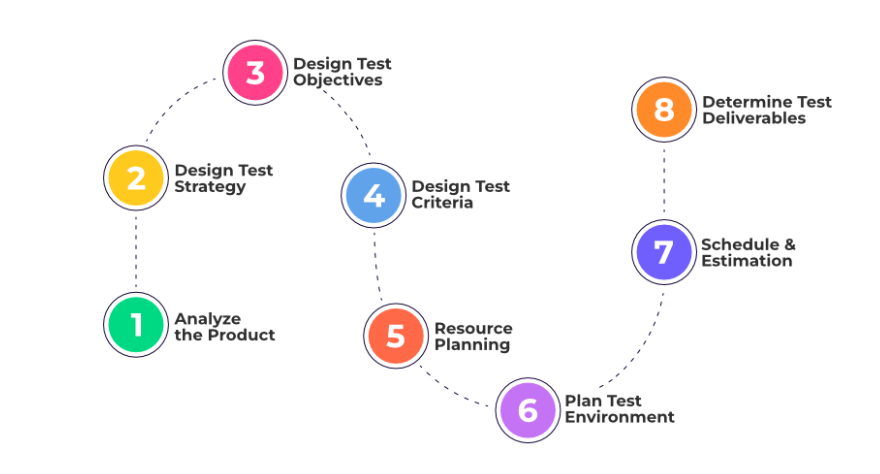 1
Analyze
the Product
2
Design Test
Strategy
3
Design Test
Objectives
4
Design Test
Criteria
5
Resource
Planning
6
Plan Test
Environment
7
Schedule &
Estimation
8
Determine Test
Deliverables